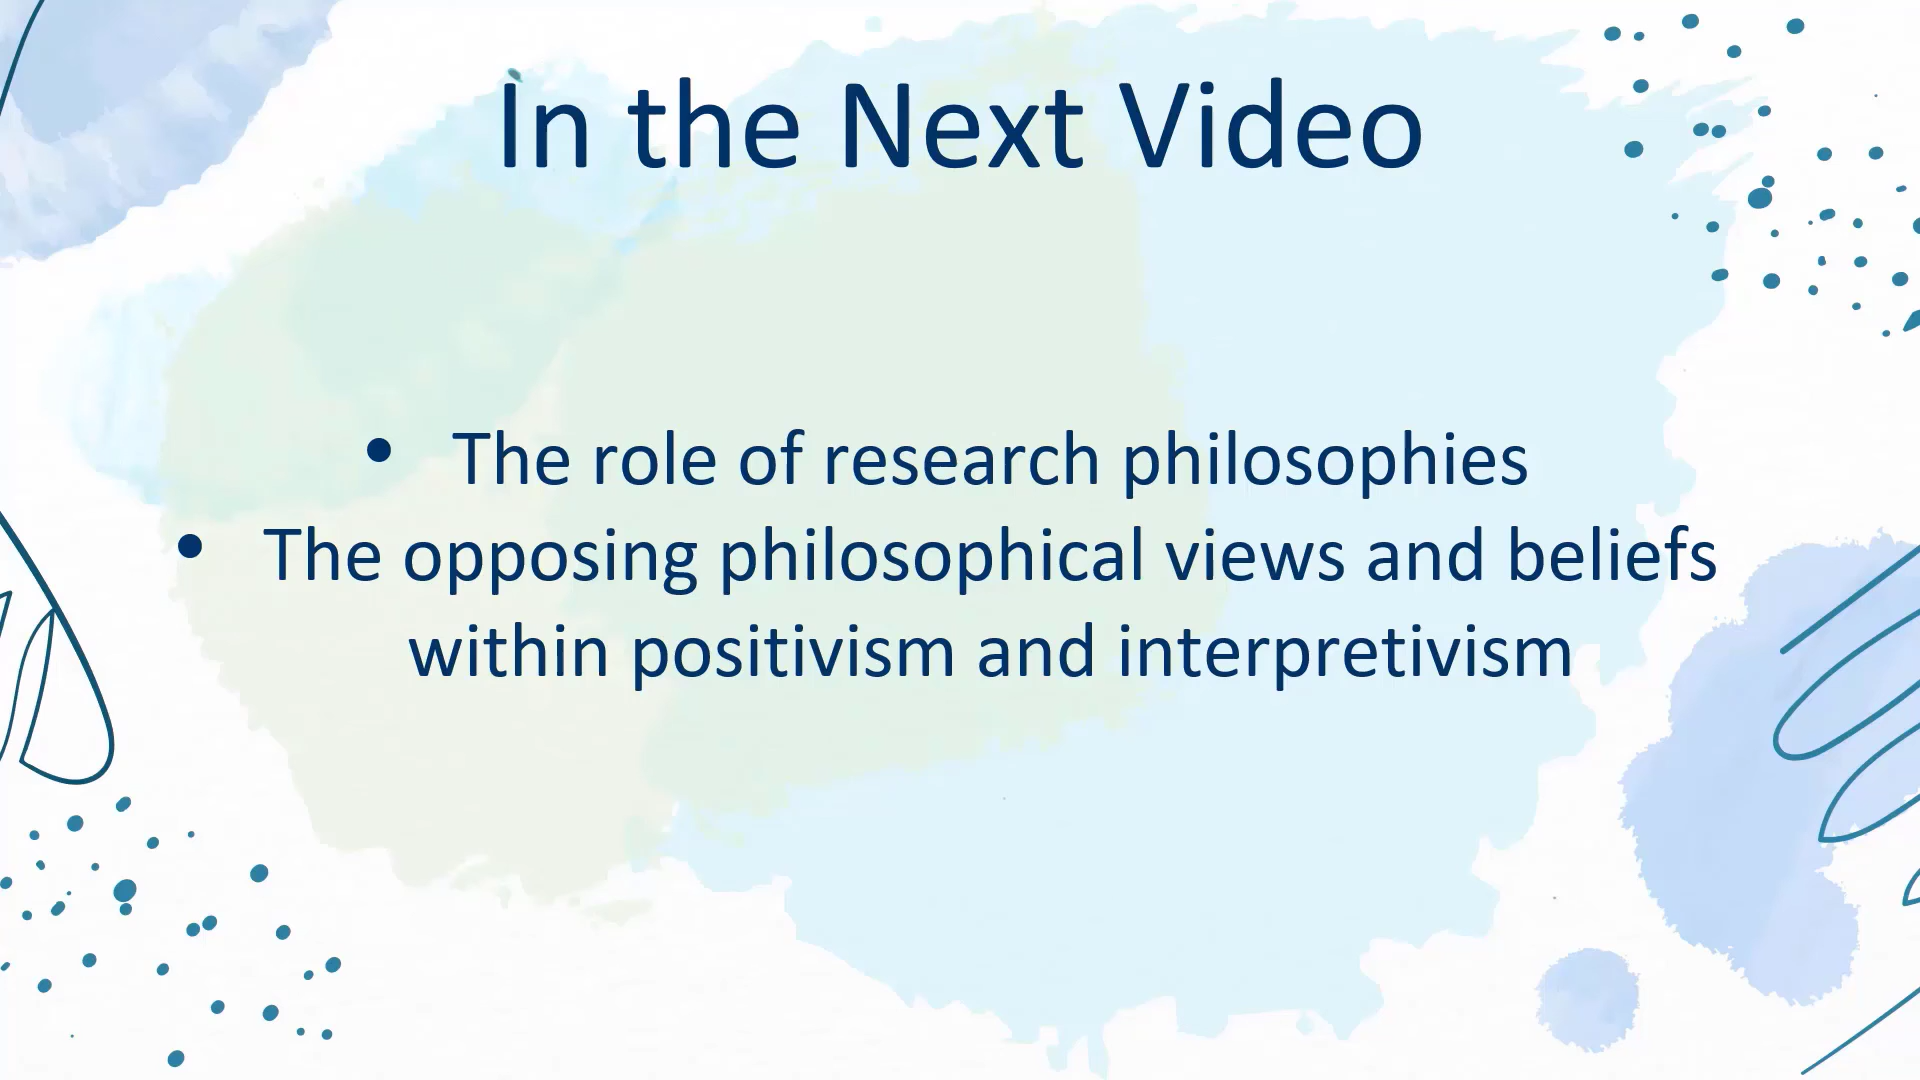 In the Next Video
• The role of research philosophies
• The opposing philosophical views and beliefs
within positivism and interpretivism